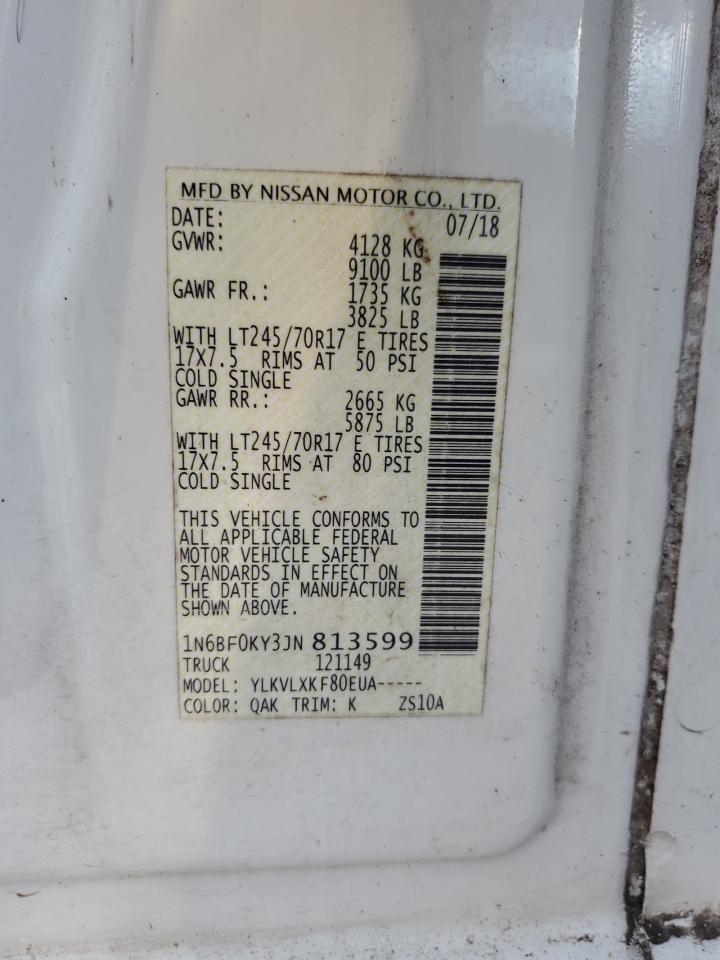 MFD BY NISSAN MOTOR CO., LTD.
DATE: 07/18
GVWR: 4128 KG
9100 LB
GAWR FR.: 1735 KG
3825 LB
WITH LT245/70R17 E TIRES
17X7.5 RIMS AT 50 PSI
COLD SINGLE
GAWR RR.: 2665 KG
5875 LB
WITH LT245/70R17 E TIRES
17X7.5 RIMS AT 80 PSI
COLD SINGLE
THIS VEHICLE CONFORMS TO
ALL APPLICABLE FEDERAL
MOTOR VEHICLE SAFETY
STANDARDS IN EFFECT ON
THE DATE OF MANUFACTURE
SHOWN ABOVE.
1N6BF0KY3JN 813599
TRUCK 121149
MODEL: YLKVLXKF80EUA-----
COLOR: QAK TRIM: K ZS10A